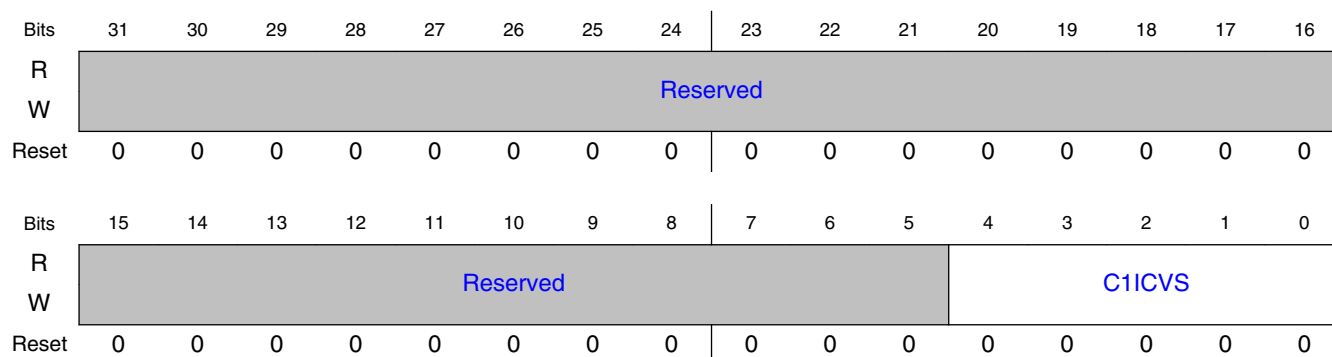 Bits 31 30 29 28 27 26 25 24 23 22 21 20 19 18 17 16
R
Reserved
W
Reset 0 0 0 0 0 0 0 0 0 0 0 0 0 0 0 0
Bits 15 14 13 12 11 10 9 8 7 6 5 4 3 2 1 0
R
Reserved C1ICVS
W
Reset 0 0 0 0 0 0 0 0 0 0 0 0 0 0 0 0